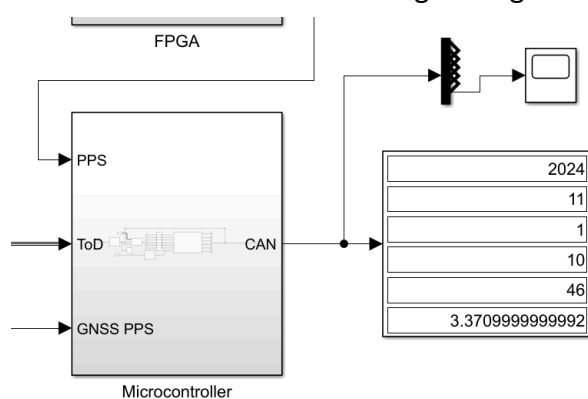 FPGA
PPS
ToD
CAN
GNSS PPS
Microcontroller
2024
11
1
10
46
3.3709999999992